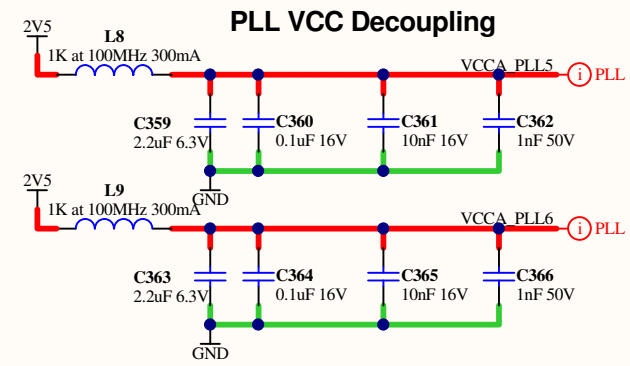 PLL VCC Decoupling
2V5
L8
1K at 100MHz 300mA
VCCA_PLL5
i PLL
C359
2.2uF 6.3V
C360
0.1uF 16V
C361
10nF 16V
C362
1nF 50V
GND
2V5
L9
1K at 100MHz 300mA
VCCA_PLL6
i PLL
C363
2.2uF 6.3V
C364
0.1uF 16V
C365
10nF 16V
C366
1nF 50V
GND